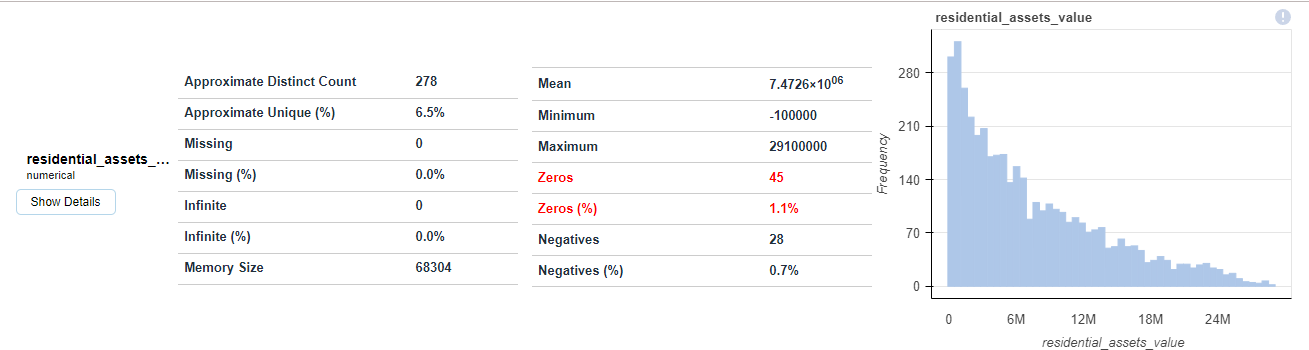 residential_assets_...
numerical
Show Details
Approximate Distinct Count 278
Approximate Unique (%) 6.5%
Missing 0
Missing (%) 0.0%
Infinite 0
Infinite (%) 0.0%
Memory Size 68304
Mean 7.4726×10⁰⁶
Minimum -100000
Maximum 29100000
Zeros 45
Zeros (%) 1.1%
Negatives 28
Negatives (%) 0.7%
residential_assets_value
!
Frequency
280
210
140
70
0
0 6M 12M 18M 24M
residential_assets_value